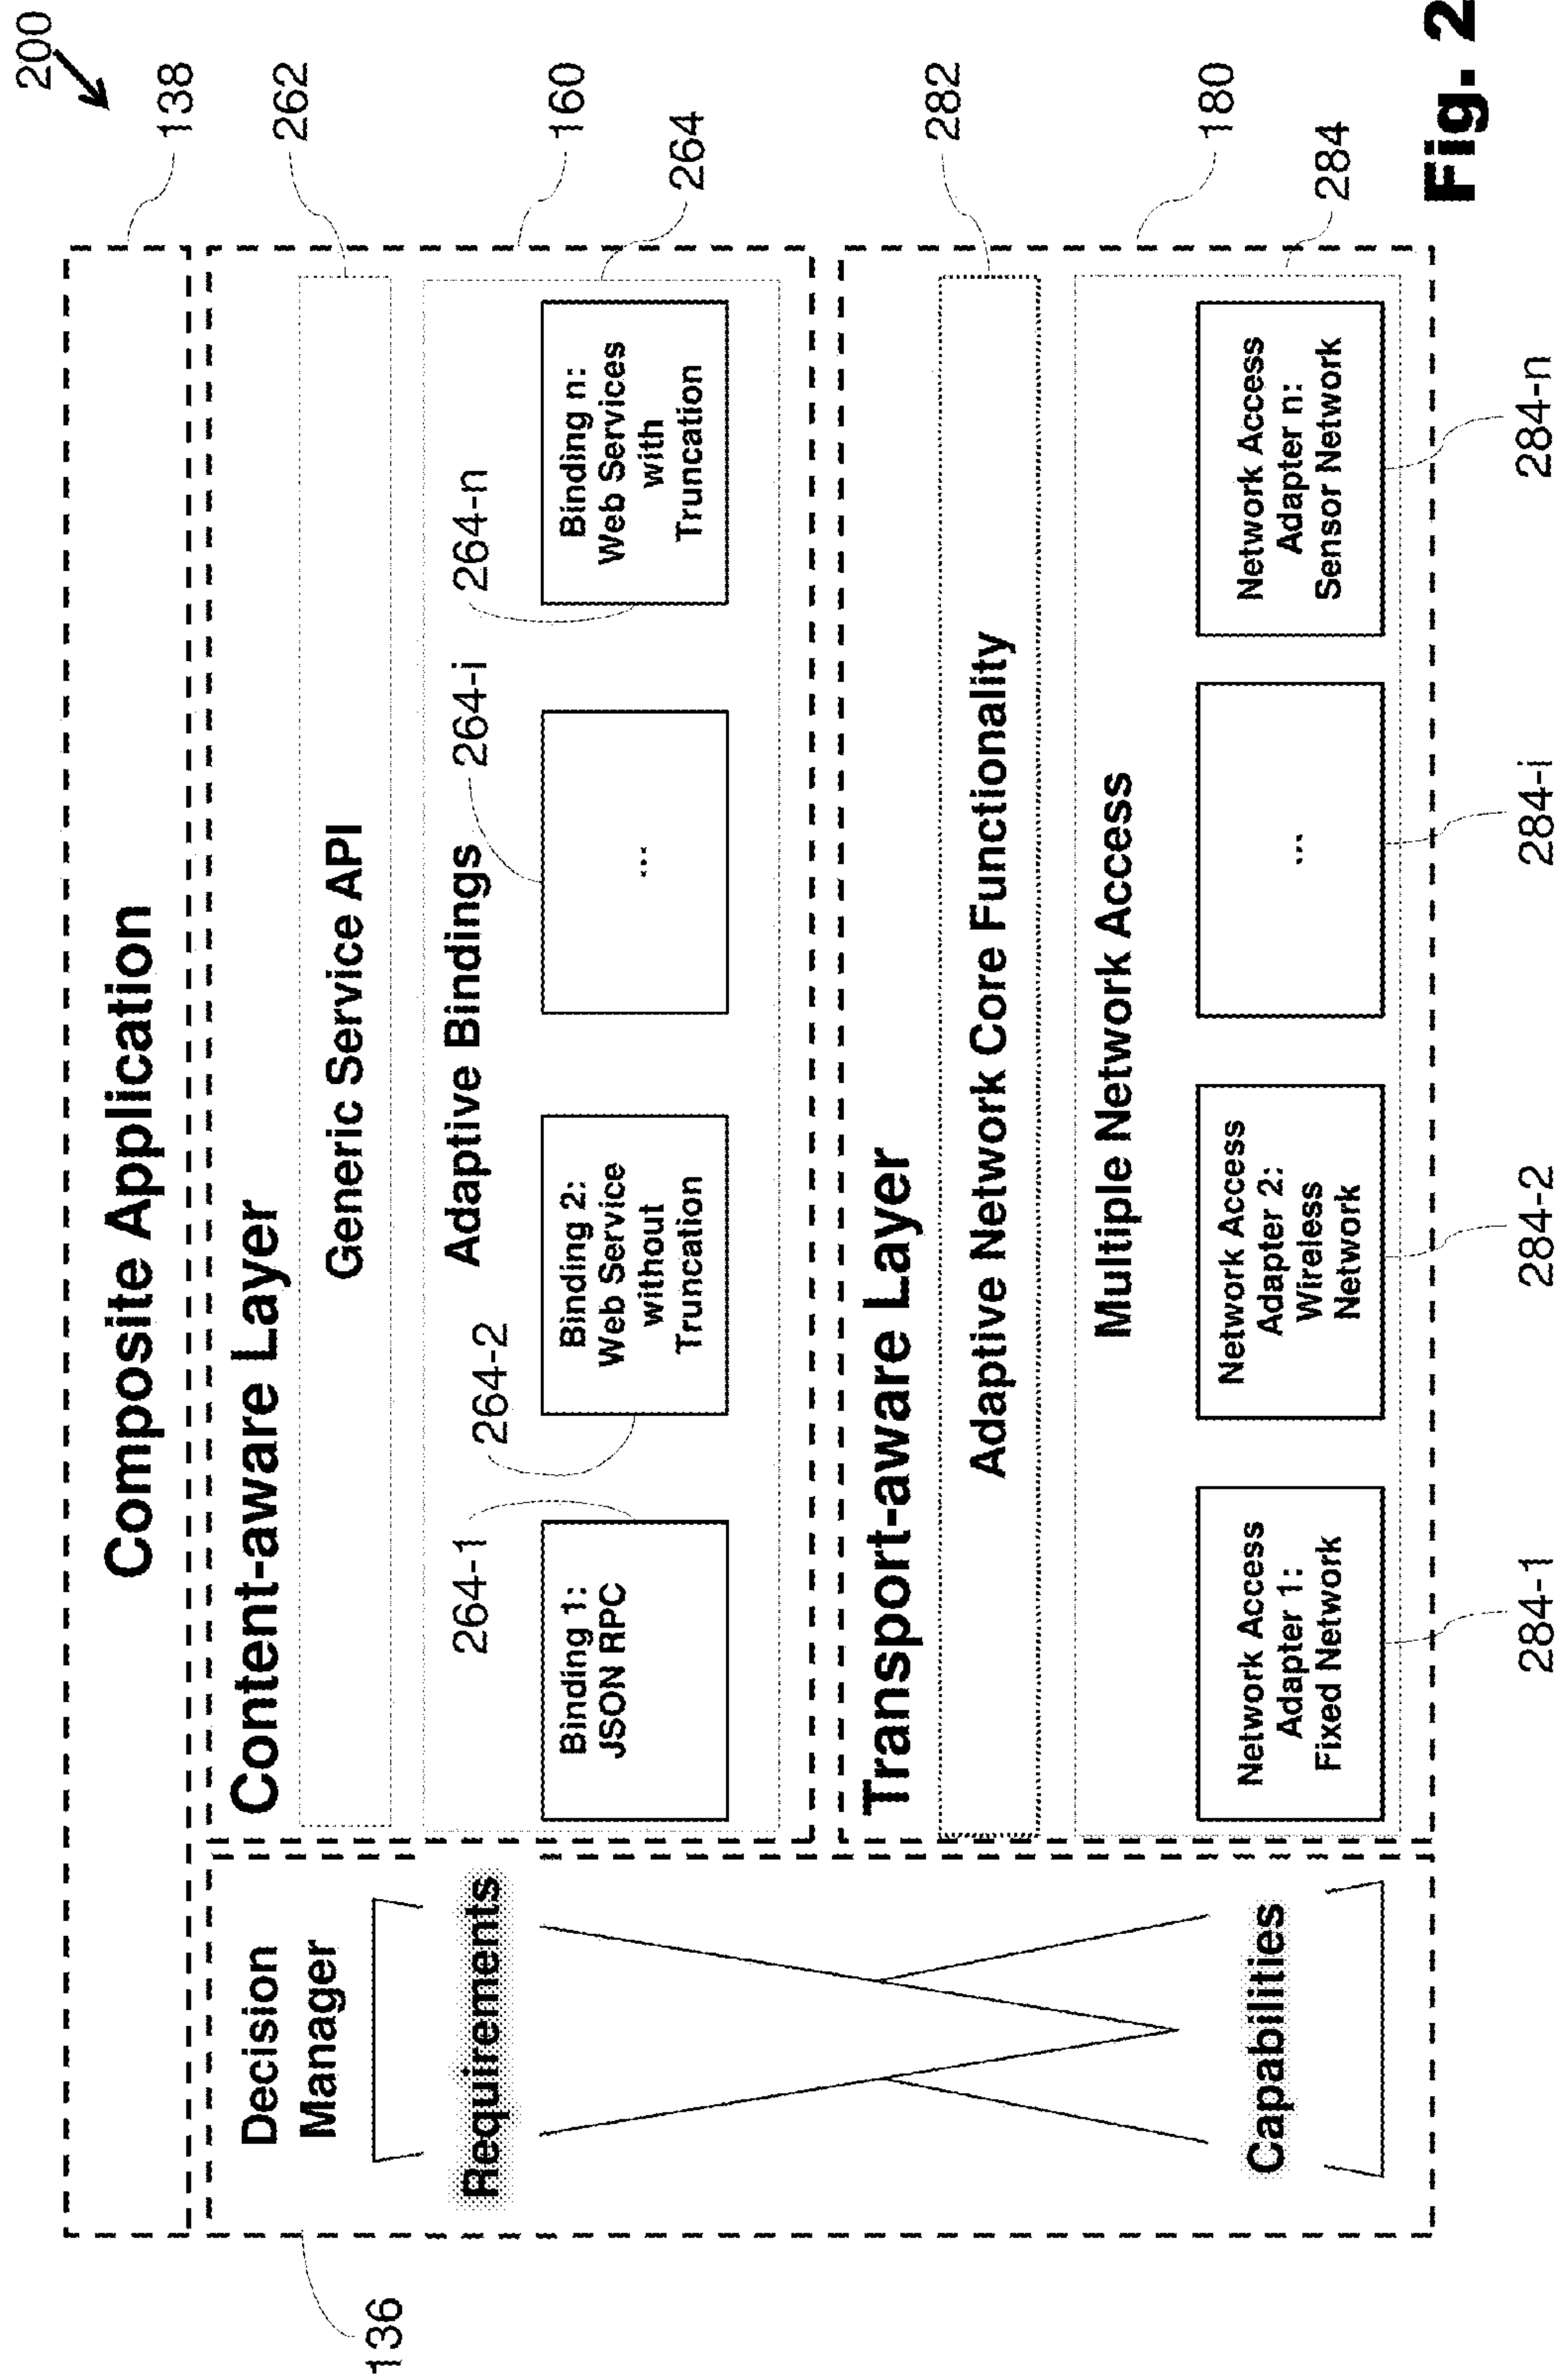 200
138
Composite Application
136
Decision
Manager
Requirements
Capabilities
Content-aware Layer
160
Generic Service API
262
Adaptive Bindings
264
264-1
Binding 1:
JSON RPC
264-2
Binding 2:
Web Service
without
Truncation
264-i
...
264-n
Binding n:
Web Services
with
Truncation
Transport-aware Layer
282
Adaptive Network Core Functionality
180
Multiple Network Access
284
Network Access
Adapter 1:
Fixed Network
Network Access
Adapter 2:
Wireless
Network
...
Network Access
Adapter n:
Sensor Network
284-1
284-2
284-i
284-n
Fig. 2